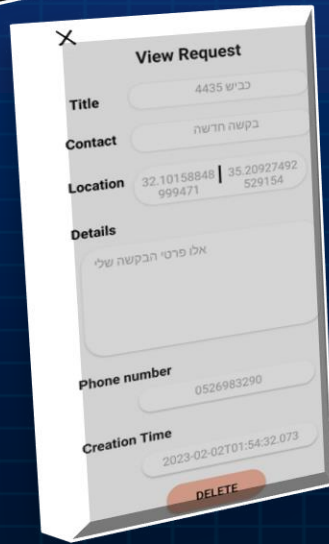 X
View Request
Title
כביש 4435
Contact
בקשה חדשה
Location
32.10158848 | 35.20927492
999471 529154
Details
אלו פרטי הבקשה שלי
Phone number
0526983290
Creation Time
2023-02-02T01:54:32.073
DELETE